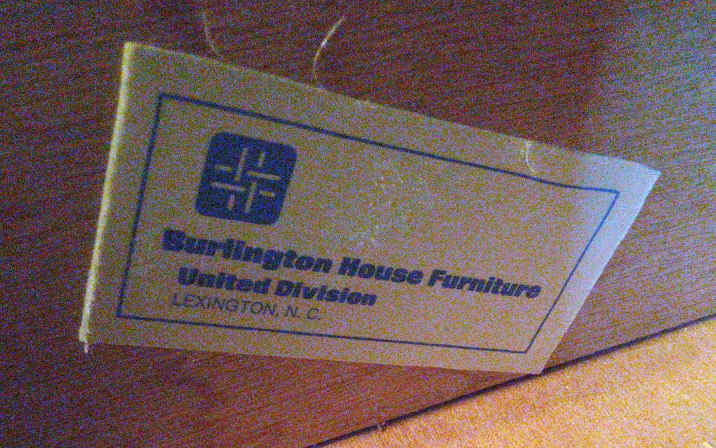 Burlington House Furniture
United Division
LEXINGTON, N. C.